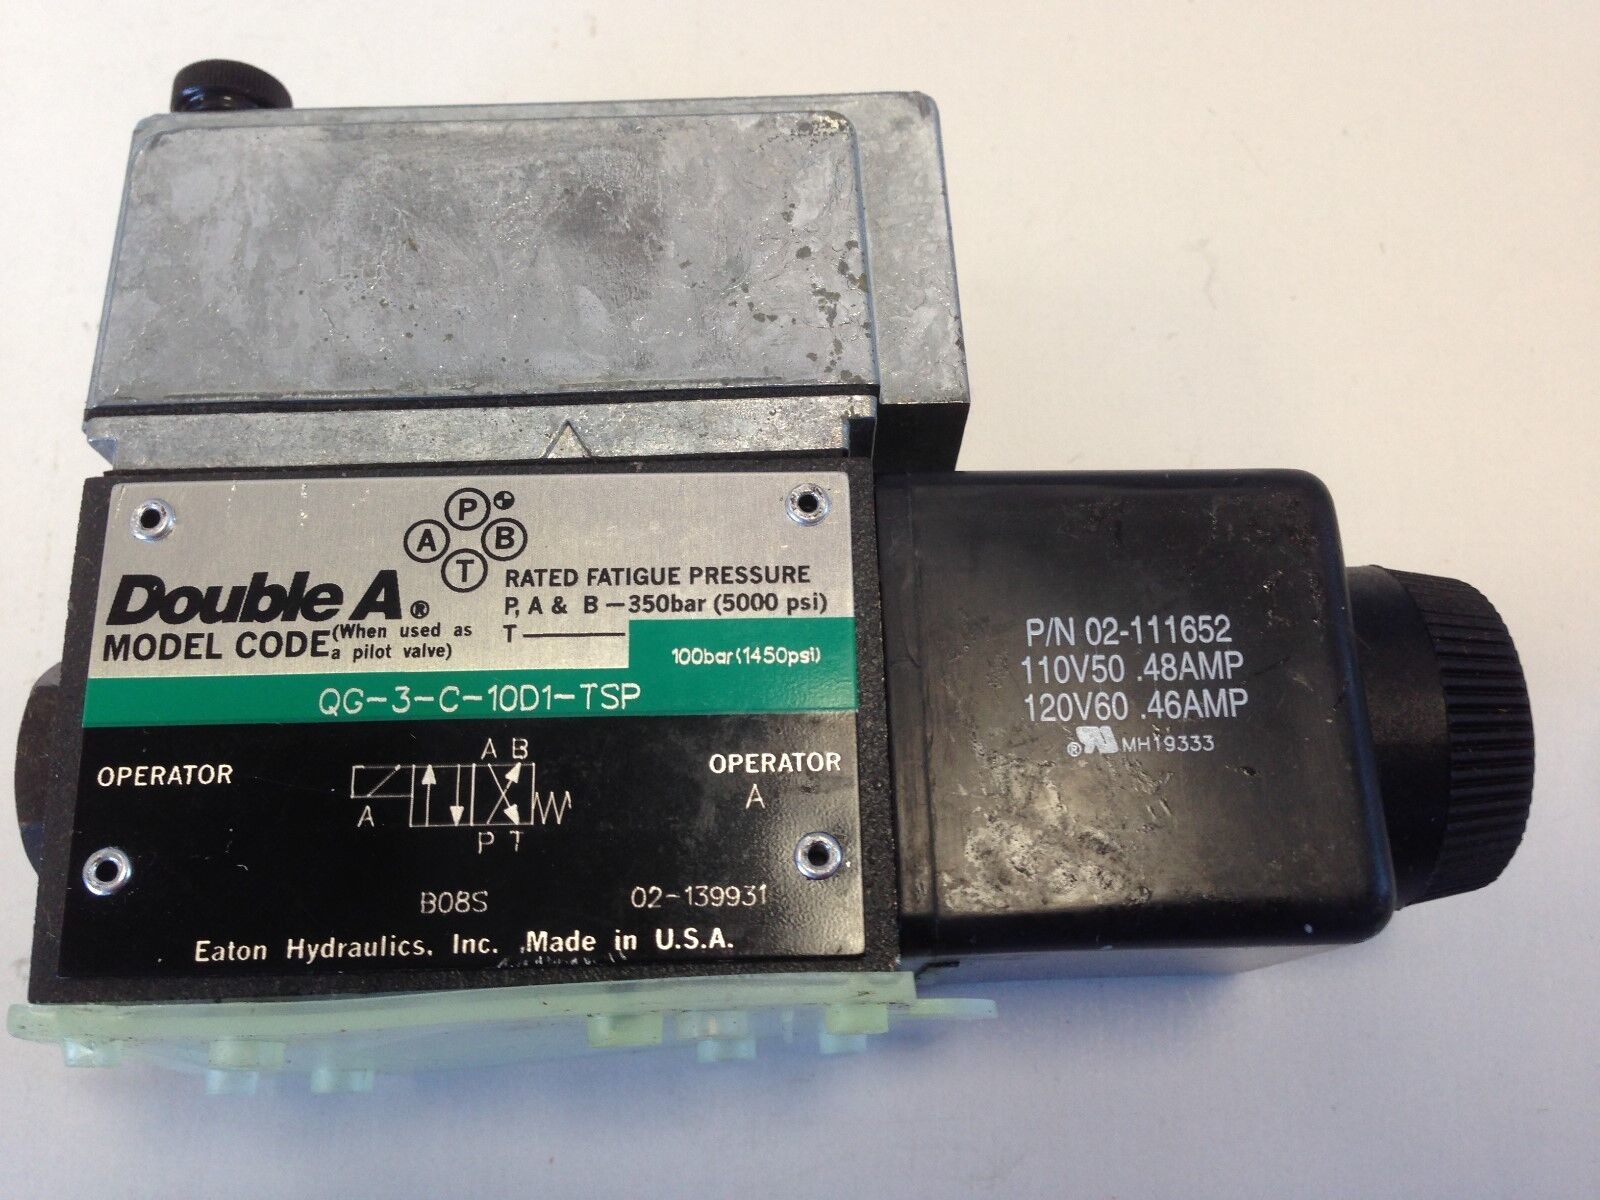 P
A B
T
Double A®
RATED FATIGUE PRESSURE
P, A & B—350bar (5000 psi)
T
100bar(1450psi)
MODEL CODE (When used as a pilot valve)
QG-3-C-10D1-TSP
OPERATOR
A B
A
P T
OPERATOR
A
B08S 02-139931
Eaton Hydraulics, Inc. Made in U.S.A.
P/N 02-111652
110V50 .48AMP
120V60 .46AMP
® MH19333